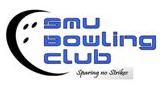 SMU
Bowling
Club
Sparing no Strikes